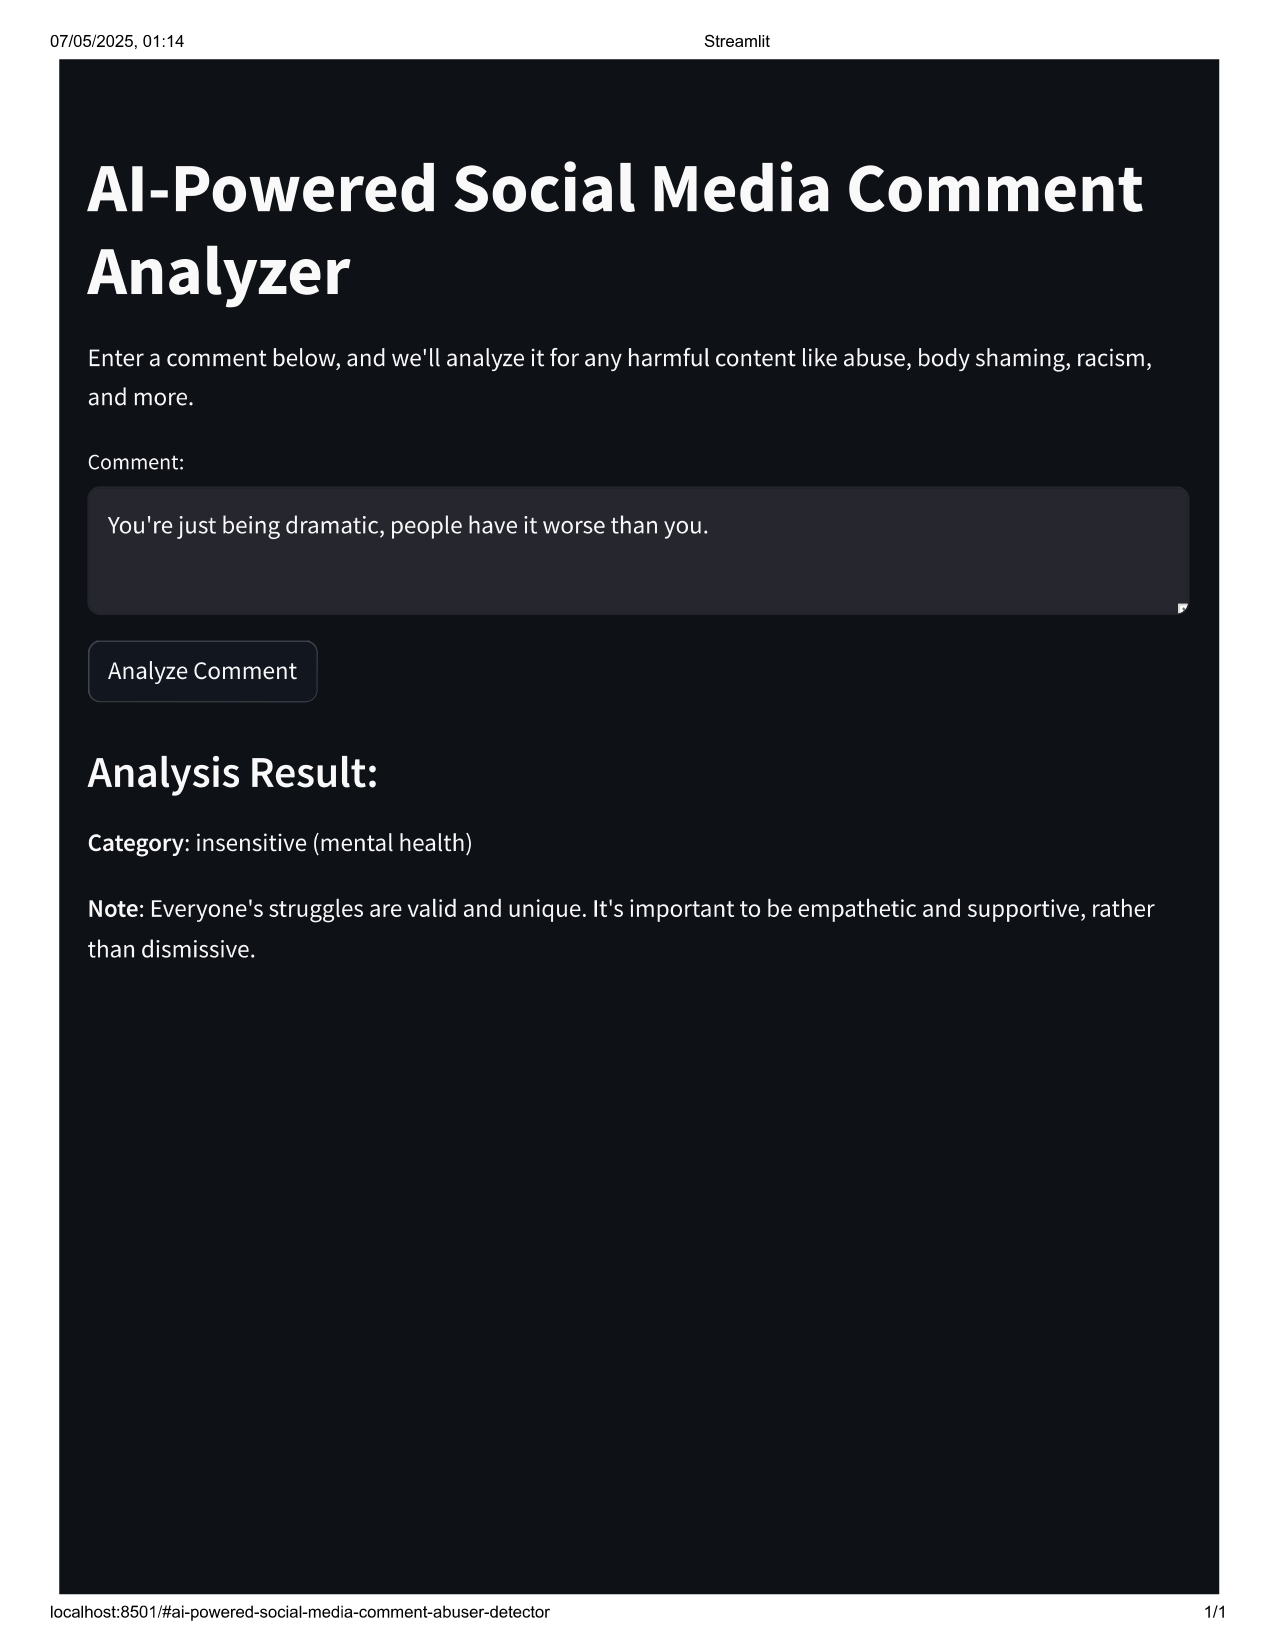 07/05/2025, 01:14 Streamlit
AI-Powered Social Media Comment
Analyzer
Enter a comment below, and we'll analyze it for any harmful content like abuse, body shaming, racism,
and more.
Comment:
You're just being dramatic, people have it worse than you.
Analyze Comment
Analysis Result:
Category: insensitive (mental health)
Note: Everyone's struggles are valid and unique. It's important to be empathetic and supportive, rather
than dismissive.
localhost:8501/#ai-powered-social-media-comment-abuser-detector 1/1